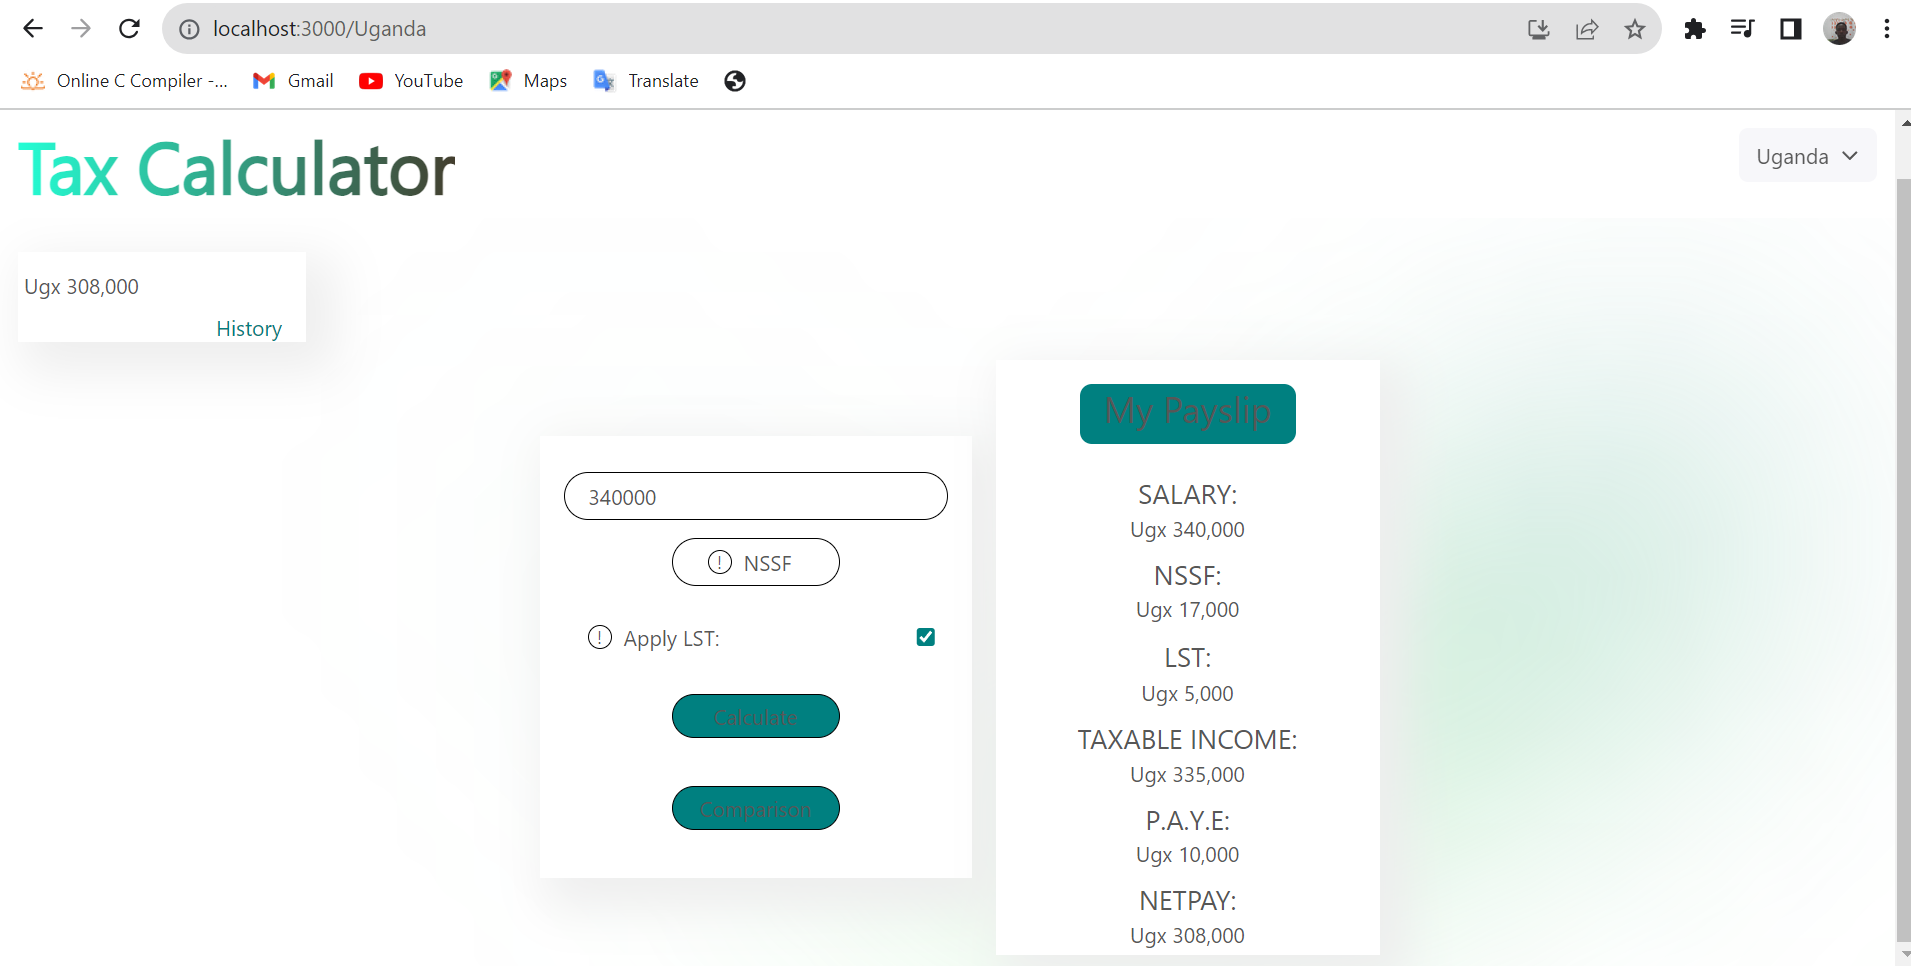 localhost:3000/Uganda
Online C Compiler -...
Gmail
YouTube
Maps
Translate
Tax Calculator
Uganda
Ugx 308,000
History
340000
! NSSF
! Apply LST:
Calculate
Comparison
My Payslip
SALARY:
Ugx 340,000
NSSF:
Ugx 17,000
LST:
Ugx 5,000
TAXABLE INCOME:
Ugx 335,000
P.A.Y.E:
Ugx 10,000
NETPAY:
Ugx 308,000